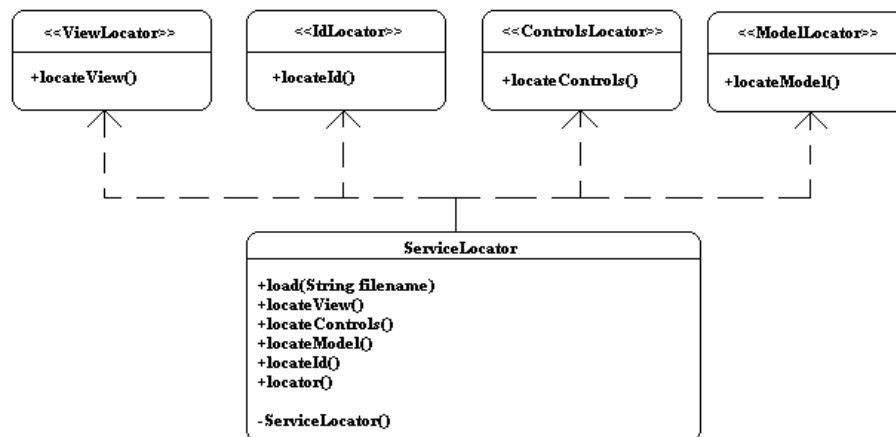 <<ViewLocator>>
+locateView()
<<IdLocator>>
+locateId()
<<ControlsLocator>>
+locateControls()
<<ModelLocator>>
+locateModel()
ServiceLocator
+load(String filename)
+locateView()
+locateControls()
+locateModel()
+locateId()
+locator()
-ServiceLocator()